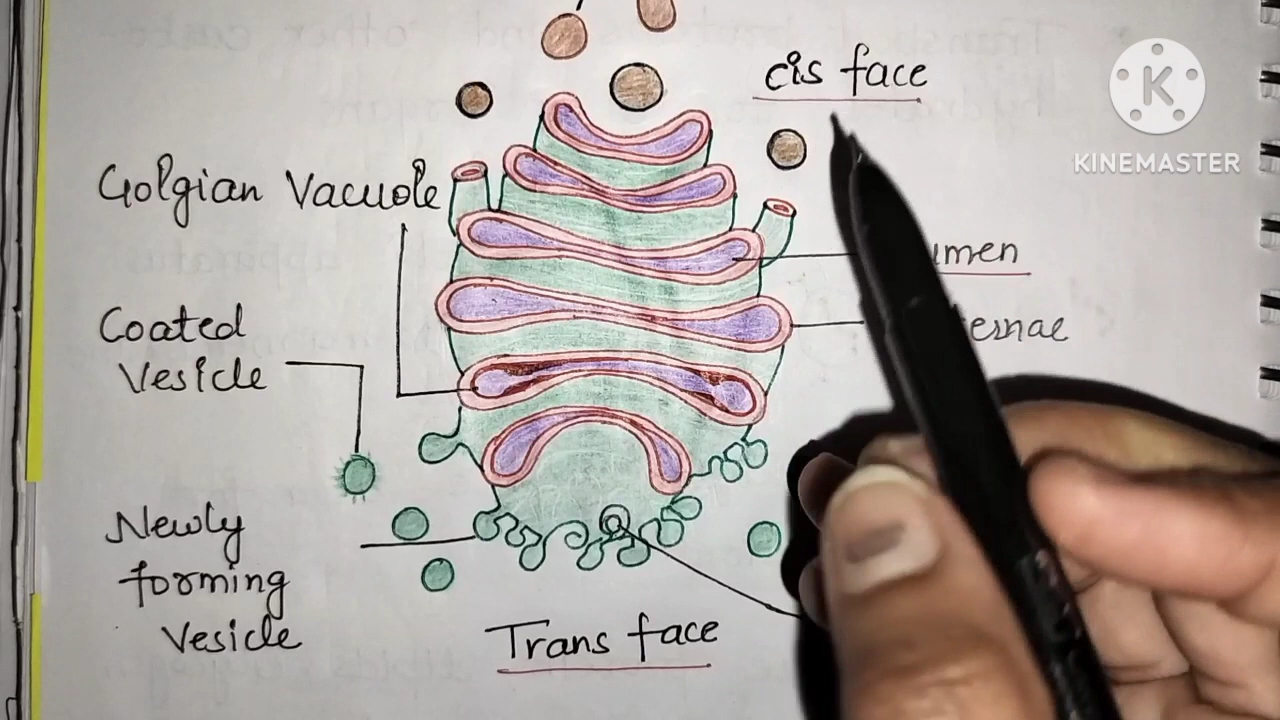 cis face
K
KINEMASTER
Golgian Vacuole
Coated
Vesicle
Newly
forming
Vesicle
Trans face